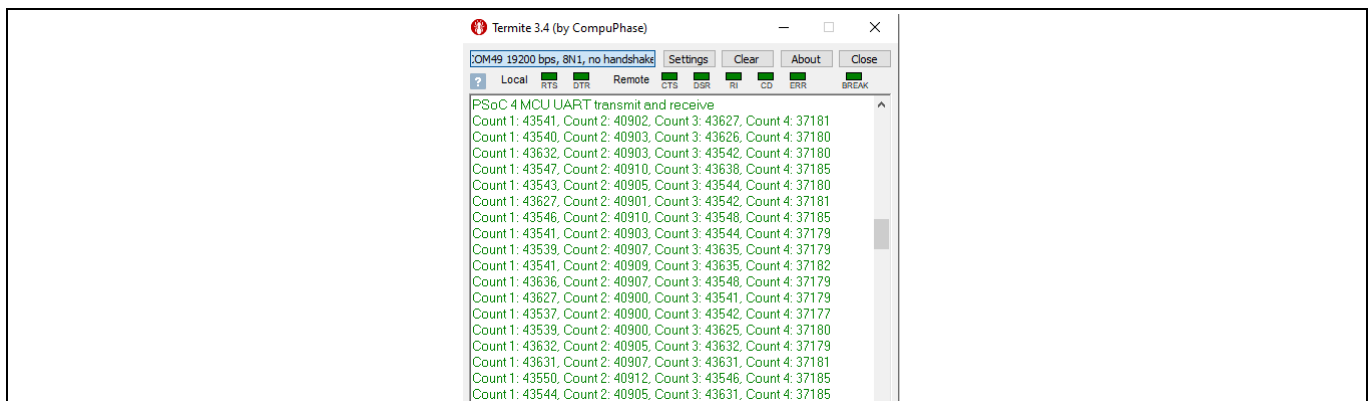 Termite 3.4 (by CompuPhase)
COM49 19200 bps, 8N1, no handshake Settings Clear About Close
? Local RTS DTR Remote CTS DSR RI CD ERR BREAK
PSoC 4 MCU UART transmit and receive
Count 1: 43541, Count 2: 40902, Count 3: 43627, Count 4: 37181
Count 1: 43540, Count 2: 40903, Count 3: 43626, Count 4: 37180
Count 1: 43632, Count 2: 40903, Count 3: 43542, Count 4: 37180
Count 1: 43547, Count 2: 40910, Count 3: 43638, Count 4: 37185
Count 1: 43543, Count 2: 40905, Count 3: 43544, Count 4: 37180
Count 1: 43627, Count 2: 40901, Count 3: 43542, Count 4: 37181
Count 1: 43546, Count 2: 40910, Count 3: 43548, Count 4: 37185
Count 1: 43541, Count 2: 40903, Count 3: 43544, Count 4: 37179
Count 1: 43539, Count 2: 40907, Count 3: 43635, Count 4: 37179
Count 1: 43541, Count 2: 40909, Count 3: 43635, Count 4: 37182
Count 1: 43636, Count 2: 40907, Count 3: 43548, Count 4: 37179
Count 1: 43627, Count 2: 40900, Count 3: 43541, Count 4: 37179
Count 1: 43537, Count 2: 40900, Count 3: 43542, Count 4: 37177
Count 1: 43539, Count 2: 40900, Count 3: 43625, Count 4: 37180
Count 1: 43632, Count 2: 40905, Count 3: 43632, Count 4: 37179
Count 1: 43631, Count 2: 40907, Count 3: 43631, Count 4: 37181
Count 1: 43550, Count 2: 40912, Count 3: 43546, Count 4: 37185
Count 1: 43544, Count 2: 40905, Count 3: 43631, Count 4: 37185